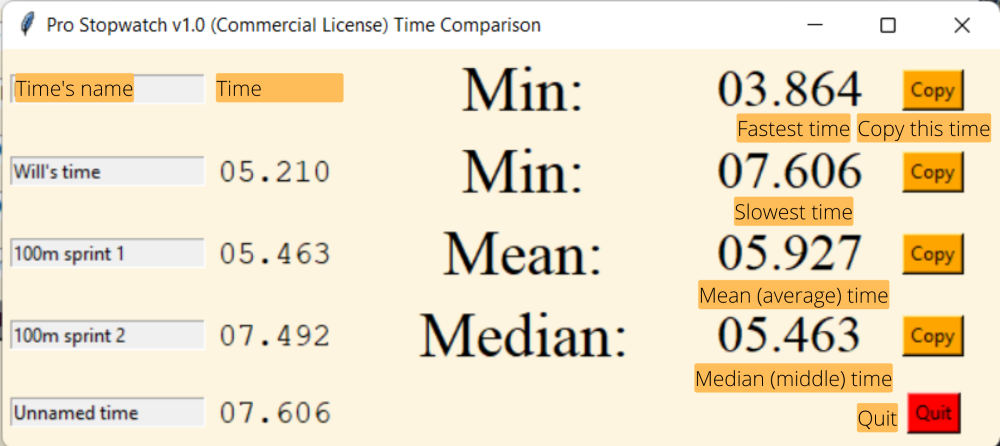 Pro Stopwatch v1.0 (Commercial License) Time Comparison
Time's name Time Min: 03.864 Copy
Fastest time Copy this time
Will's time 05.210 Min: 07.606 Copy
Slowest time
100m sprint 1 05.463 Mean: 05.927 Copy
Mean (average) time
100m sprint 2 07.492 Median: 05.463 Copy
Median (middle) time
Unnamed time 07.606 Quit Quit